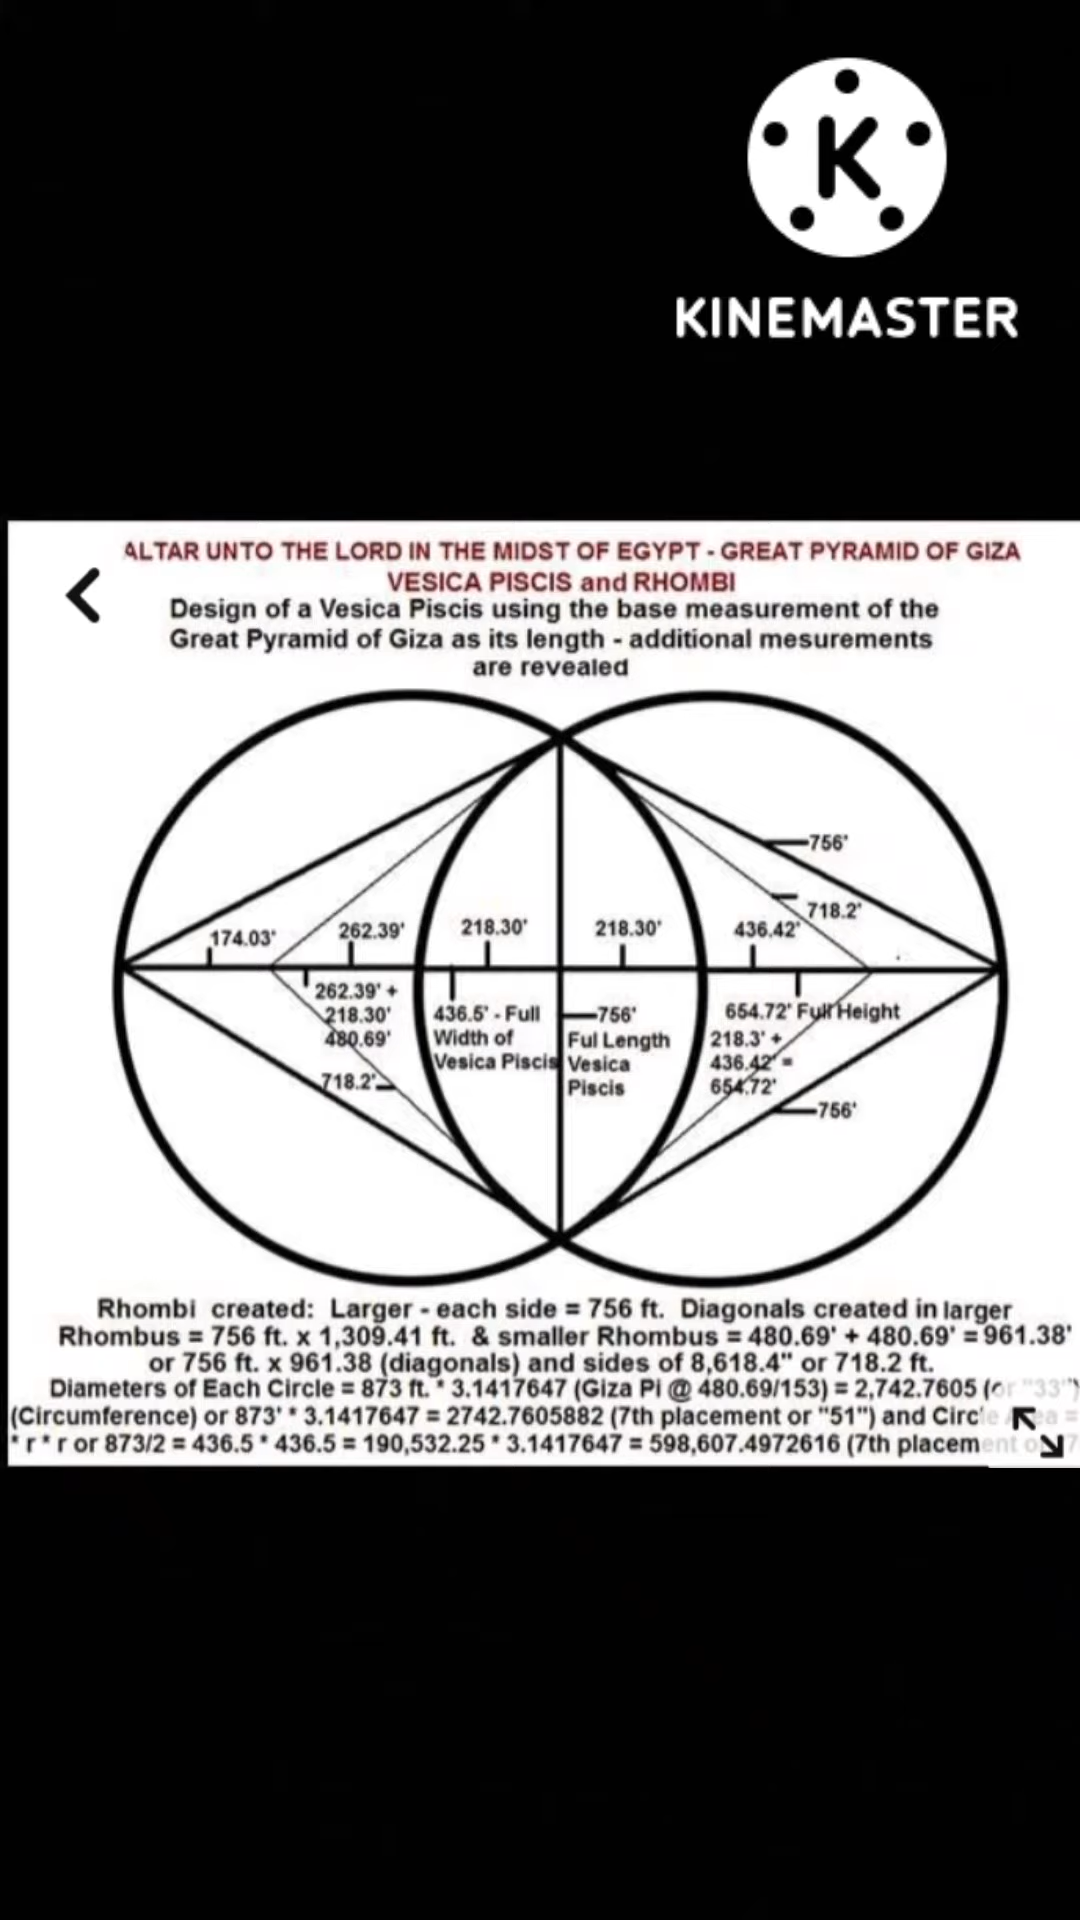 K
KINEMASTER
ALTAR UNTO THE LORD IN THE MIDST OF EGYPT - GREAT PYRAMID OF GIZA
VESICA PISCIS and RHOMBI
Design of a Vesica Piscis using the base measurement of the
Great Pyramid of Giza as its length - additional mesurements
are revealed
756'
718.2'
174.03'
262.39'
218.30'
218.30'
436.42'
262.39' +
218.30'
480.69'
436.5' - Full
Width of
Vesica Piscis
756'
Ful Length
Vesica
Piscis
654.72' Full Height
218.3' +
436.42' =
654.72'
718.2'
756'
Rhombi created: Larger - each side = 756 ft. Diagonals created in larger
Rhombus = 756 ft. x 1,309.41 ft. & smaller Rhombus = 480.69' + 480.69' = 961.38'
or 756 ft. x 961.38 (diagonals) and sides of 8,618.4" or 718.2 ft.
Diameters of Each Circle = 873 ft. * 3.1417647 (Giza Pi @ 480.69/153) = 2,742.7605 (or "33")
(Circumference) or 873' * 3.1417647 = 2742.7605882 (7th placement or "51") and Circle Area =
* r * r or 873/2 = 436.5 * 436.5 = 190,532.25 * 3.1417647 = 598,607.4972616 (7th placement